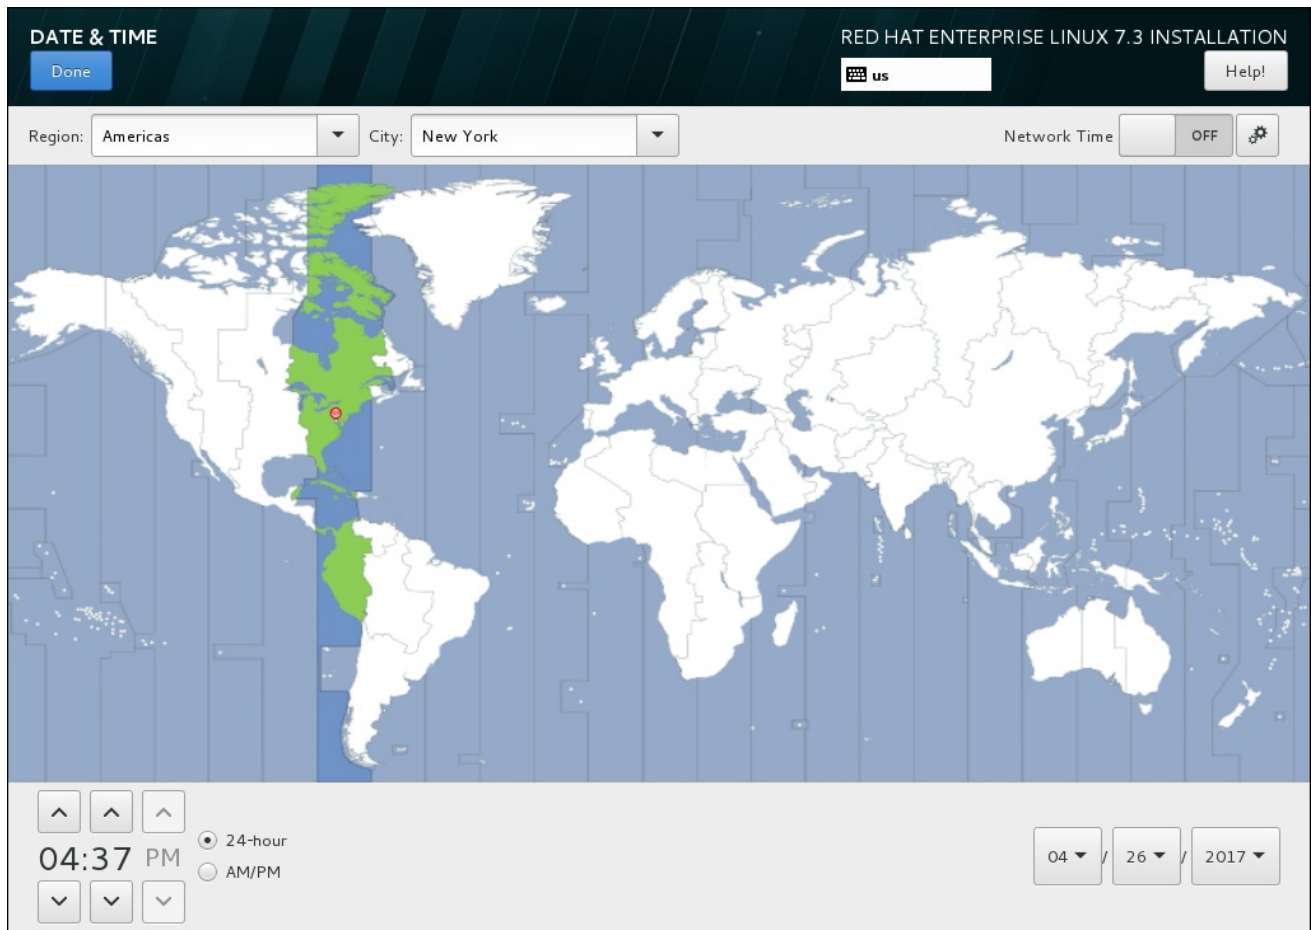 DATE & TIME
RED HAT ENTERPRISE LINUX 7.3 INSTALLATION
Done
us
Help!
Region: Americas City: New York Network Time OFF
24-hour
04:37 PM
AM/PM
04 / 26 / 2017